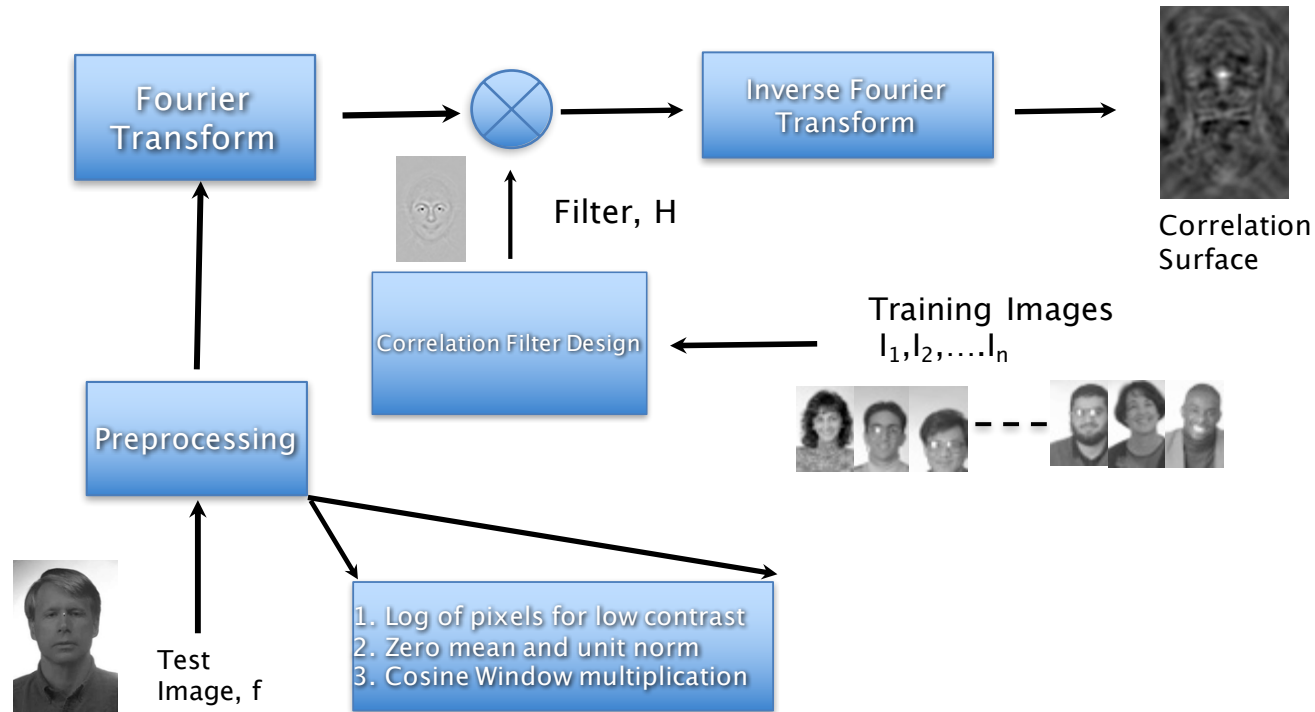 Fourier
Transform
Inverse Fourier
Transform
Filter, H
Correlation
Surface
Correlation Filter Design
Training Images
I₁,I₂,....Iₙ
Preprocessing
1. Log of pixels for low contrast
2. Zero mean and unit norm
3. Cosine Window multiplication
Test
Image, f